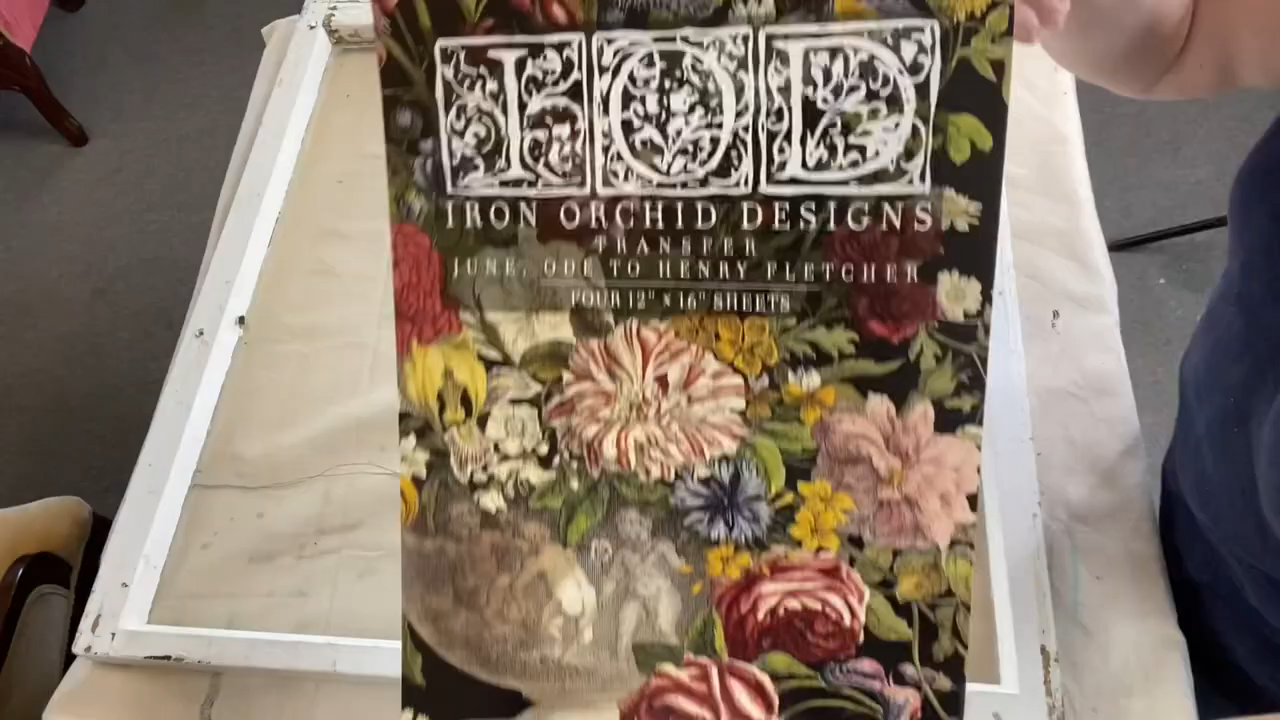 IOD
IRON ORCHID DESIGNS
TRANSFER
JUNE, ODE TO HENRY FLETCHER
FOUR 12" x 16" SHEETS